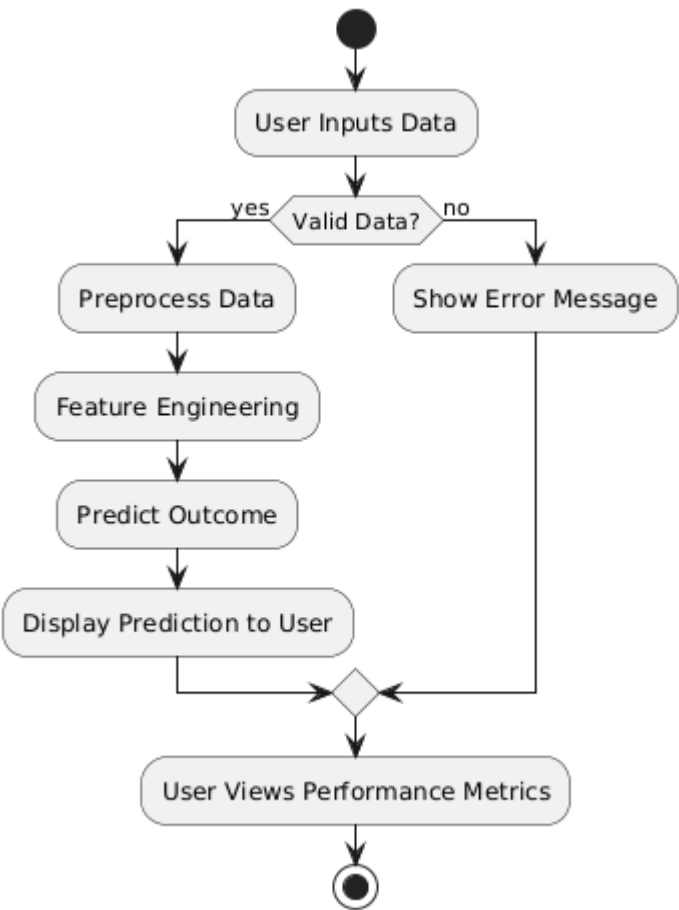 User Inputs Data
yes
Valid Data?
no
Preprocess Data
Show Error Message
Feature Engineering
Predict Outcome
Display Prediction to User
User Views Performance Metrics